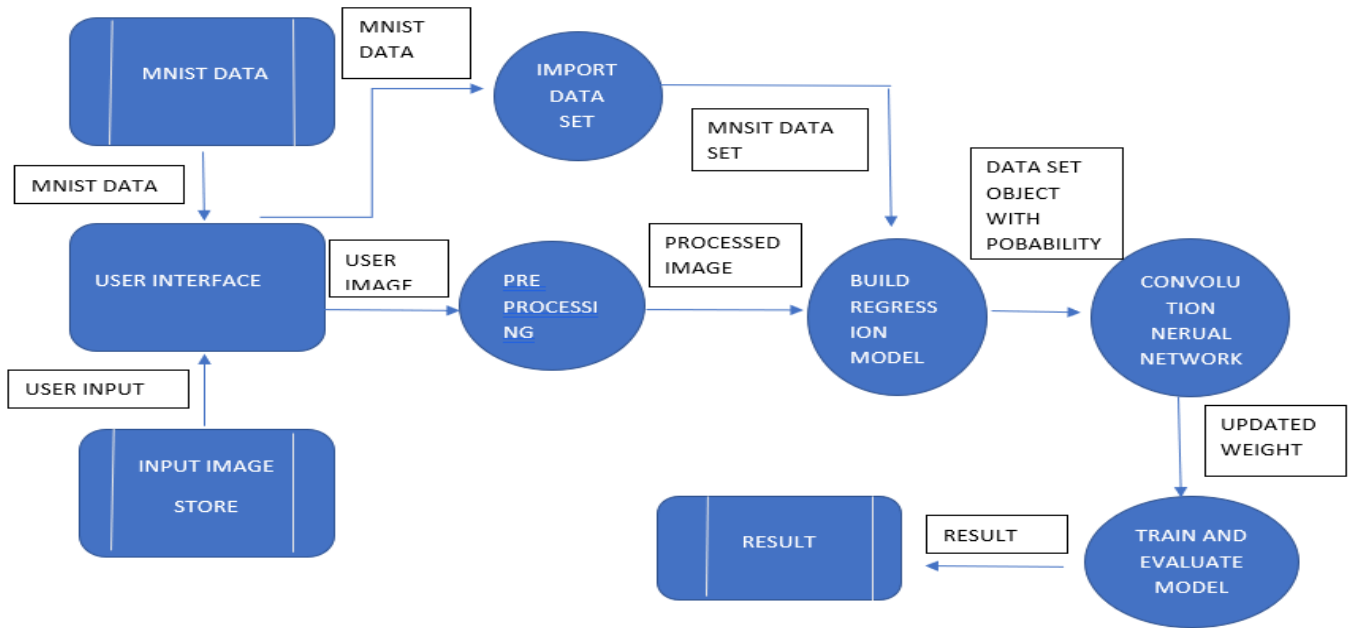 MNIST DATA
MNIST
DATA
IMPORT
DATA
SET
MNIST DATA
MNSIT DATA
SET
DATA SET
OBJECT
WITH
POBABILITY
USER INTERFACE
USER
IMAGE
PRE
PROCESSI
NG
PROCESSED
IMAGE
BUILD
REGRESS
ION
MODEL
CONVOLU
TION
NERUAL
NETWORK
USER INPUT
INPUT IMAGE
STORE
UPDATED
WEIGHT
RESULT
RESULT
TRAIN AND
EVALUATE
MODEL